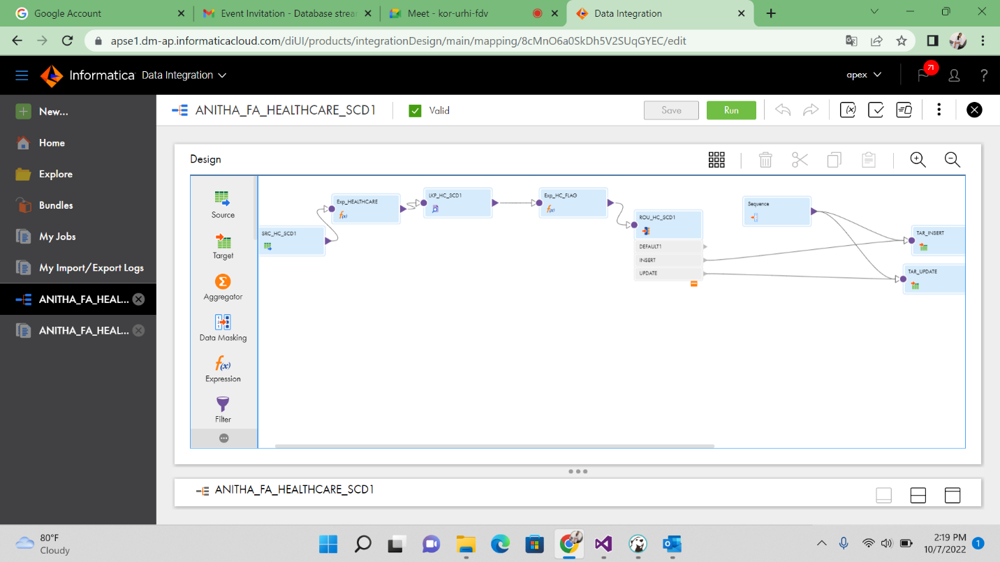 Google Account
Event Invitation - Database strear
Meet - kor-urhi-fdv
Data Integration
apse1.dm-ap.informaticacloud.com/diUI/products/integrationDesign/main/mapping/8cMnO6a0SkDh5V2SUqGYEC/edit
Informatica Data Integration
apex
71
?
New...
Home
Explore
Bundles
My Jobs
My Import/Export Logs
ANITHA_FA_HEAL...
ANITHA_FA_HEAL...
ANITHA_FA_HEALTHCARE_SCD1
Valid
Save
Run
Design
Source
Target
Aggregator
Data Masking
f(x)
Expression
Filter
SRC_HC_SCD1
Exp_HEALTHCARE
f(x)
LKP_HC_SCD1
Exp_HC_FLAG
f(x)
ROU_HC_SCD1
DEFAULT1
INSERT
UPDATE
Sequence
TAR_INSERT
TAR_UPDATE
ANITHA_FA_HEALTHCARE_SCD1
80°F
Cloudy
2:19 PM
10/7/2022
1